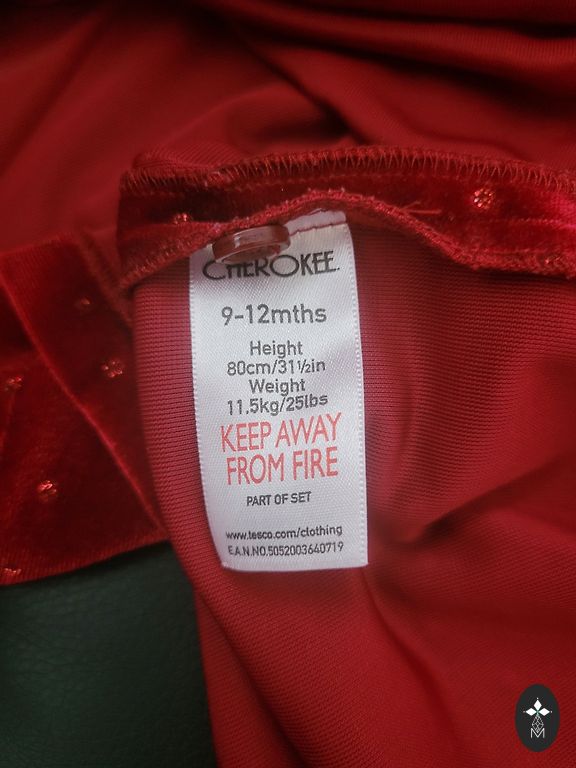 CHEROKEE
9-12mths
Height
80cm/31½in
Weight
11.5kg/25lbs
KEEP AWAY
FROM FIRE
PART OF SET
www.tesco.com/clothing
E.A.N.NO.5052003640719
M